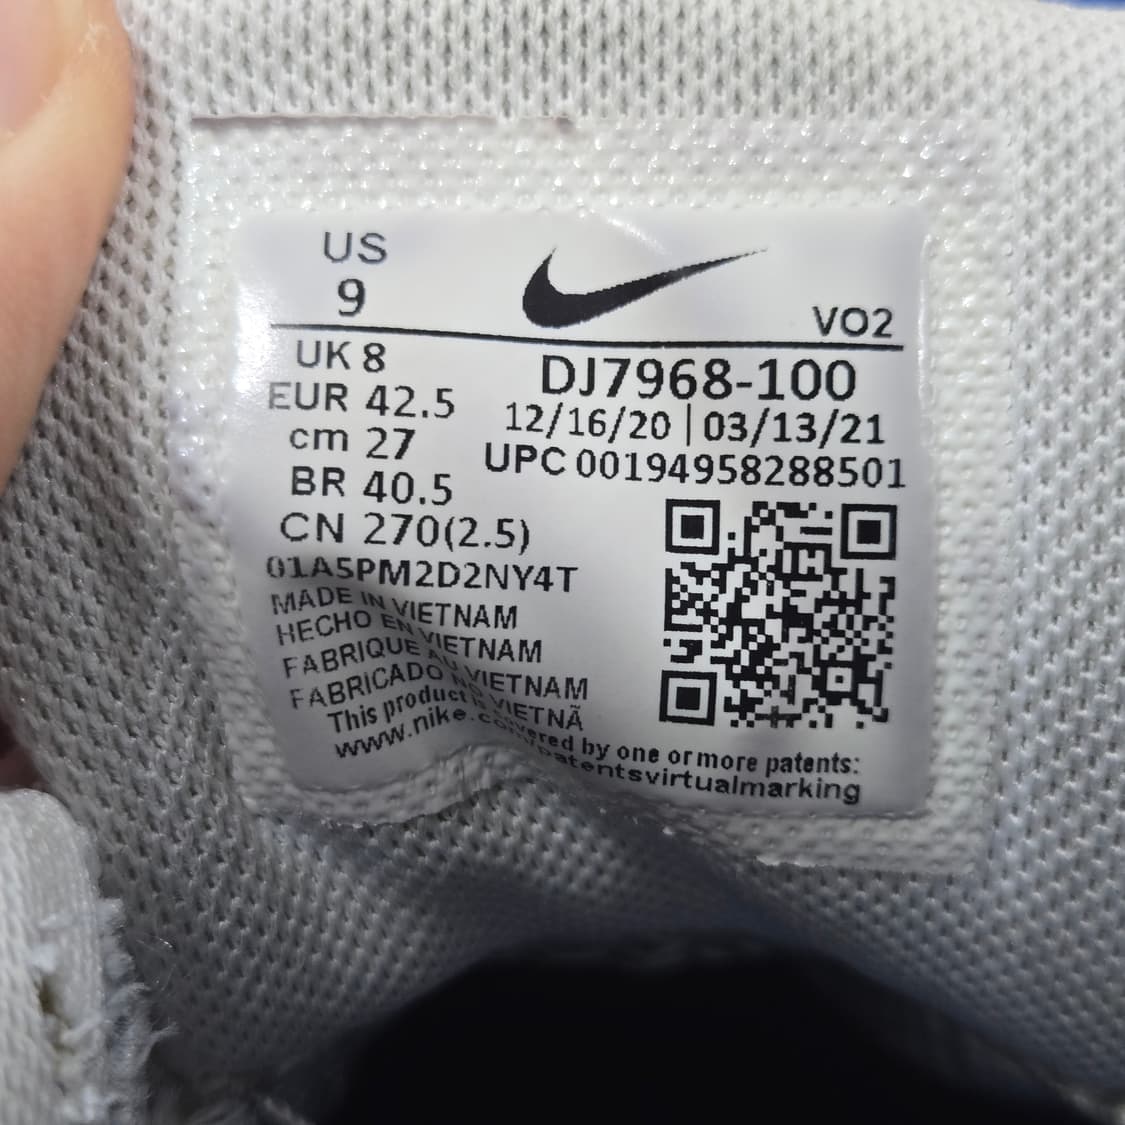 US
9
VO2
UK 8
EUR 42.5
cm 27
BR 40.5
CN 270(2.5)
DJ7968-100
12/16/20 | 03/13/21
UPC 00194958288501
01A5PM2D2NY4T
MADE IN VIETNAM
HECHO EN VIETNAM
FABRIQUE AU VIETNAM
FABRICADO NO VIETNÃ
This product is covered by one or more patents:
www.nike.com/patentsvirtualmarking